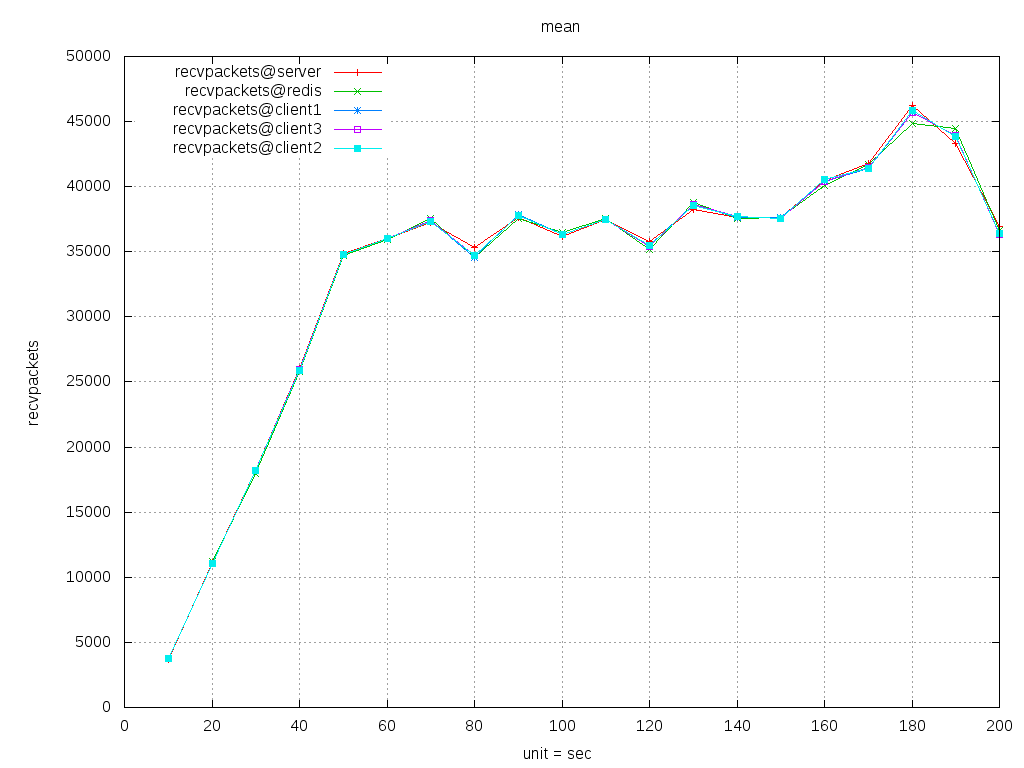 mean
50000
45000
40000
35000
30000
25000
20000
15000
10000
5000
0
recvpackets
recvpackets@server
recvpackets@redis
recvpackets@client1
recvpackets@client3
recvpackets@client2
0 20 40 60 80 100 120 140 160 180 200
unit = sec